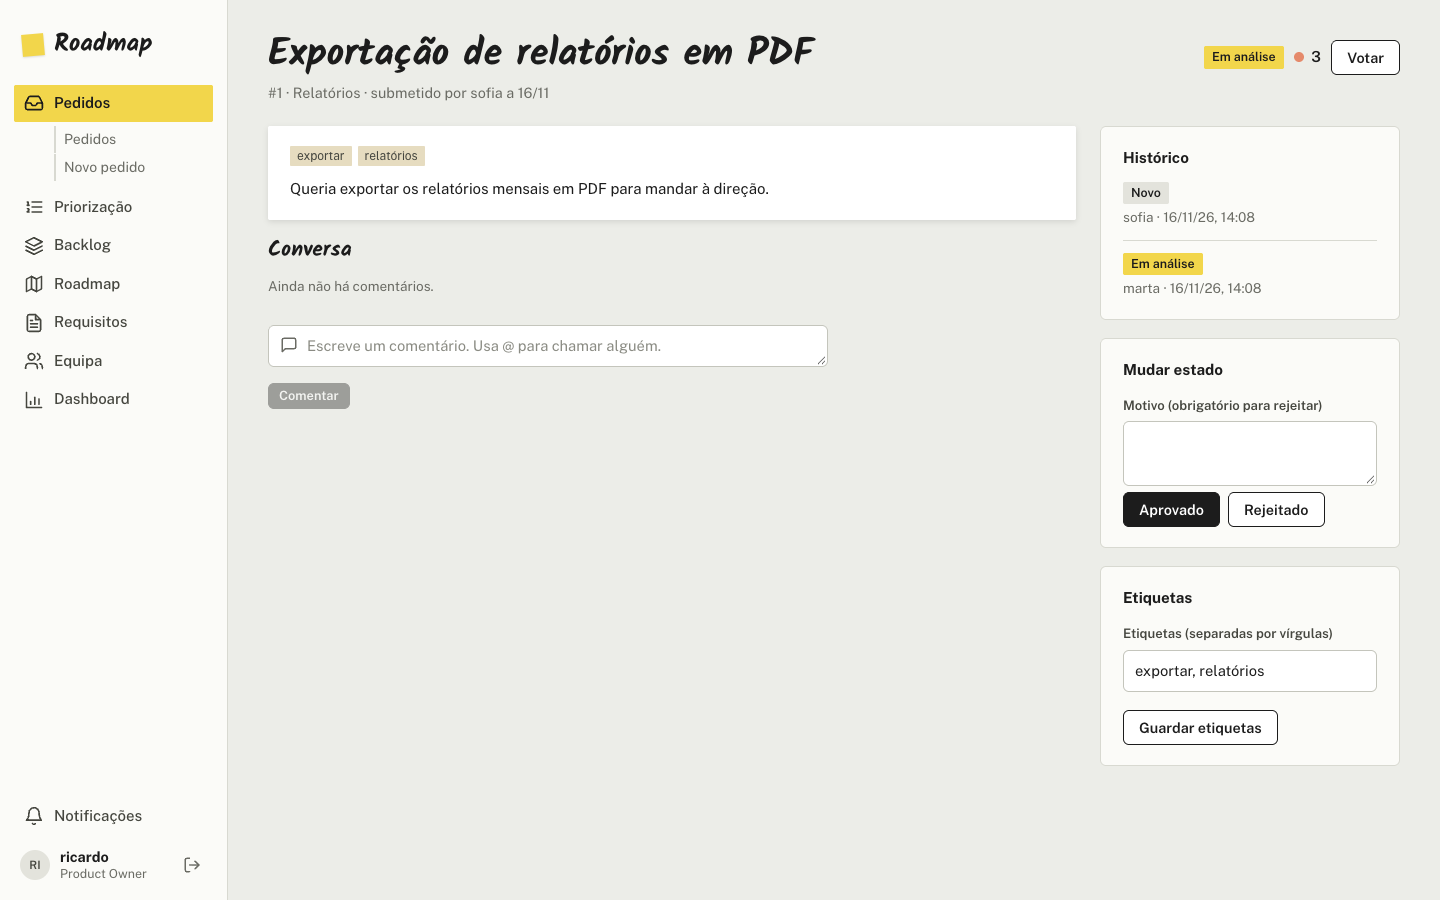 Roadmap
Pedidos
Pedidos
Novo pedido
Priorização
Backlog
Roadmap
Requisitos
Equipa
Dashboard
Notificações
RI
ricardo
Product Owner
Exportação de relatórios em PDF
#1 · Relatórios · submetido por sofia a 16/11
Em análise
3
Votar
exportar relatórios
Queria exportar os relatórios mensais em PDF para mandar à direção.
Conversa
Ainda não há comentários.
Escreve um comentário. Usa @ para chamar alguém.
Comentar
Histórico
Novo
sofia · 16/11/26, 14:08
Em análise
marta · 16/11/26, 14:08
Mudar estado
Motivo (obrigatório para rejeitar)
Aprovado Rejeitado
Etiquetas
Etiquetas (separadas por vírgulas)
exportar, relatórios
Guardar etiquetas